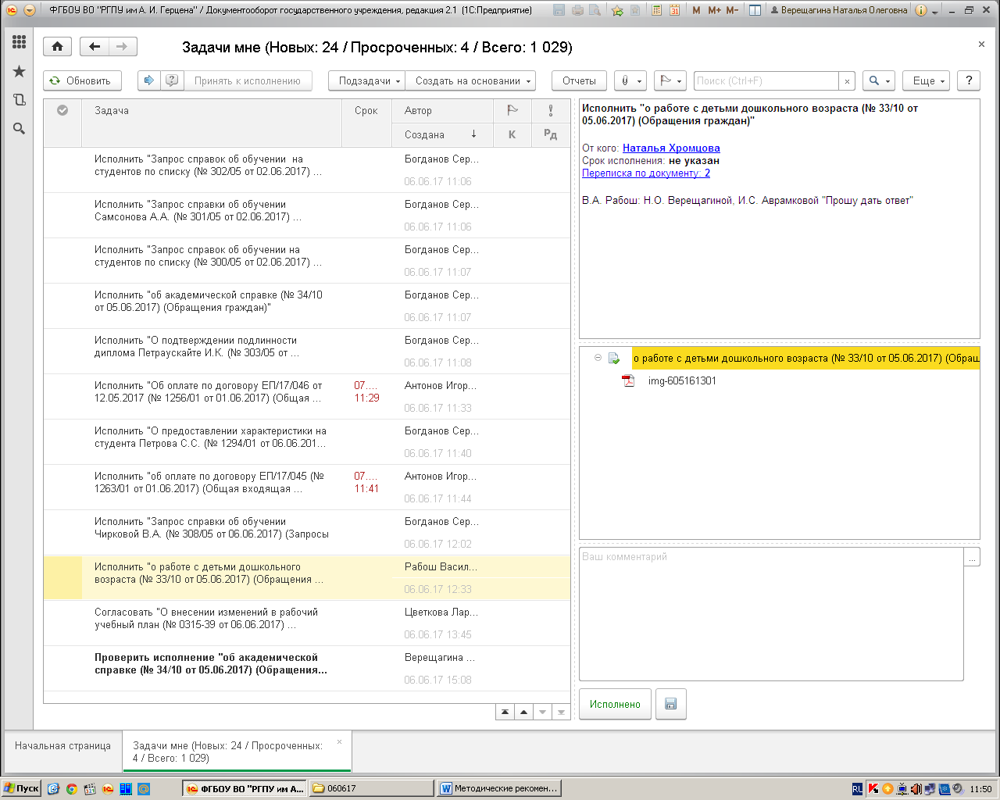 ФГБОУ ВО "РГПУ им А. И. Герцена" / Документооборот государственного учреждения, редакция 2.1 (1С:Предприятие)
M M+ M- Верещагина Наталья Олеговна
Задачи мне (Новых: 24 / Просроченных: 4 / Всего: 1 029)
Обновить Принять к исполнению Подзадачи Создать на основании Отчеты Поиск (Ctrl+F) × Еще ?
Задача Срок Автор
Создана ↓ К Рд
Исполнить "Запрос справок об обучении на Богданов Сер...
студентов по списку (№ 302/05 от 02.06.2017) ...
06.06.17 11:06
Исполнить "Запрос справки об обучении Богданов Сер...
Самсонова А.А. (№ 301/05 от 02.06.2017) ...
06.06.17 11:06
Исполнить "Запрос справок об обучении на Богданов Сер...
студентов по списку (№ 300/05 от 02.06.2017) ...
06.06.17 11:07
Исполнить "об академической справке (№ 34/10 Богданов Сер...
от 05.06.2017) (Обращения граждан)"
06.06.17 11:07
Исполнить "О подтверждении подлинности Богданов Сер...
диплома Петраускайте И.К. (№ 303/05 от ...
06.06.17 11:08
Исполнить "Об оплате по договору ЕП/17/046 от 07.... Антонов Игор...
12.05.2017 (№ 1256/01 от 01.06.2017) (Общая ... 11:29
06.06.17 11:33
Исполнить "О предоставлении характеристики на Богданов Сер...
студента Петрова С.С. (№ 1294/01 от 06.06.201...
06.06.17 11:40
Исполнить "об оплате по договору ЕП/17/045 (№ 07.... Антонов Игор...
1263/01 от 01.06.2017) (Общая входящая ... 11:41
06.06.17 11:44
Исполнить "Запрос справки об обучении Богданов Сер...
Чирковой В.А. (№ 308/05 от 06.06.2017) (Запросы
06.06.17 12:02
Исполнить "о работе с детьми дошкольного Рабош Васил...
возраста (№ 33/10 от 05.06.2017) (Обращения ...
06.06.17 12:33
Согласовать "О внесении изменений в рабочий Цветкова Лар...
учебный план (№ 0315-39 от 06.06.2017) ...
06.06.17 13:45
Проверить исполнение "об академической Верещагина ...
справке (№ 34/10 от 05.06.2017) (Обращения...
06.06.17 15:08
Исполнить "о работе с детьми дошкольного возраста (№ 33/10 от
05.06.2017) (Обращения граждан)"
От кого: Наталья Хромцова
Срок исполнения: не указан
Переписка по документу: 2
В.А. Рабош: Н.О. Верещагиной, И.С. Аврамковой "Прошу дать ответ"
о работе с детьми дошкольного возраста (№ 33/10 от 05.06.2017) (Обращ
img-605161301
Ваш комментарий ...
Исполнено
Начальная страница
Задачи мне (Новых: 24 / Просроченных:
4 / Всего: 1 029)
Пуск ФГБОУ ВО "РГПУ им А... 060617 Методические рекомен... RL 11:50